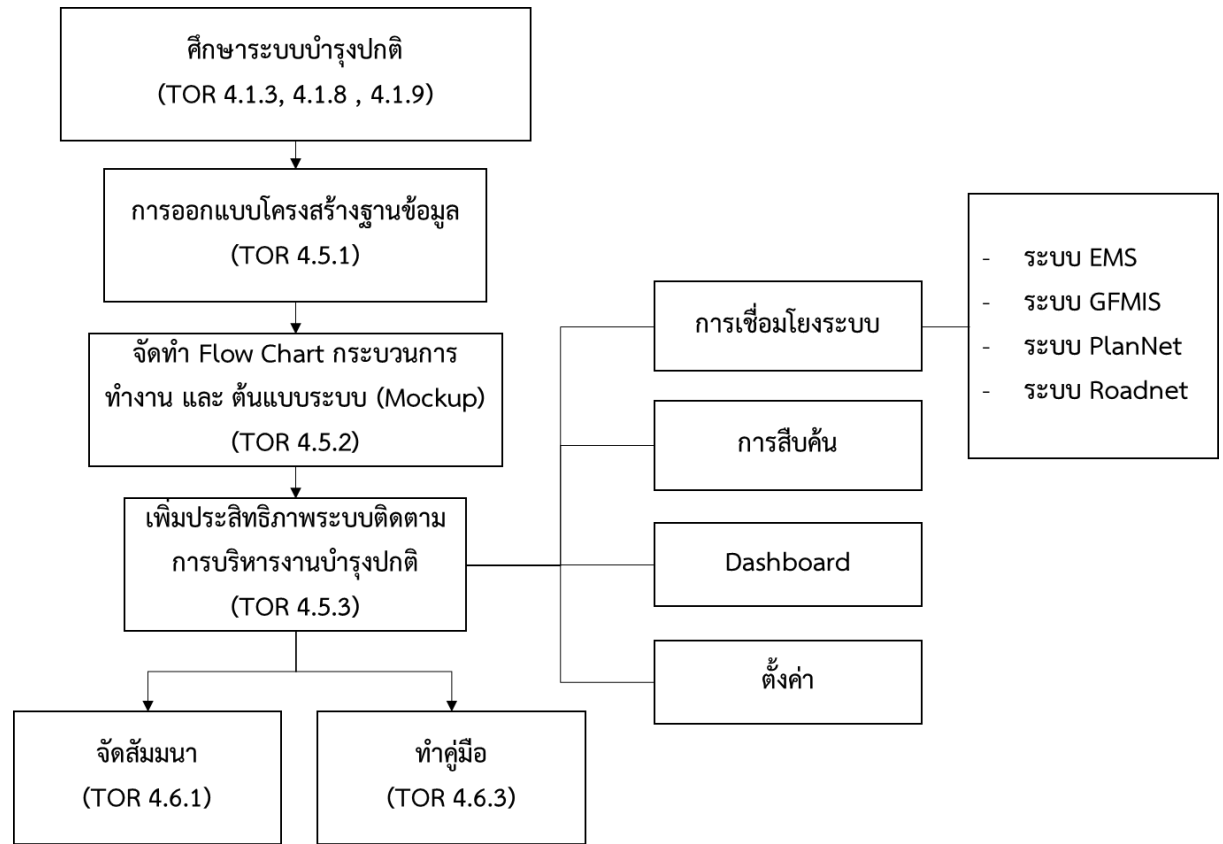 ศึกษาระบบบำรุงปกติ
(TOR 4.1.3, 4.1.8 , 4.1.9)
การออกแบบโครงสร้างฐานข้อมูล
(TOR 4.5.1)
จัดทำ Flow Chart กระบวนการ
ทำงาน และ ต้นแบบระบบ (Mockup)
(TOR 4.5.2)
เพิ่มประสิทธิภาพระบบติดตาม
การบริหารงานบำรุงปกติ
(TOR 4.5.3)
การเชื่อมโยงระบบ
- ระบบ EMS
- ระบบ GFMIS
- ระบบ PlanNet
- ระบบ Roadnet
การสืบค้น
Dashboard
ตั้งค่า
จัดสัมมนา
(TOR 4.6.1)
ทำคู่มือ
(TOR 4.6.3)